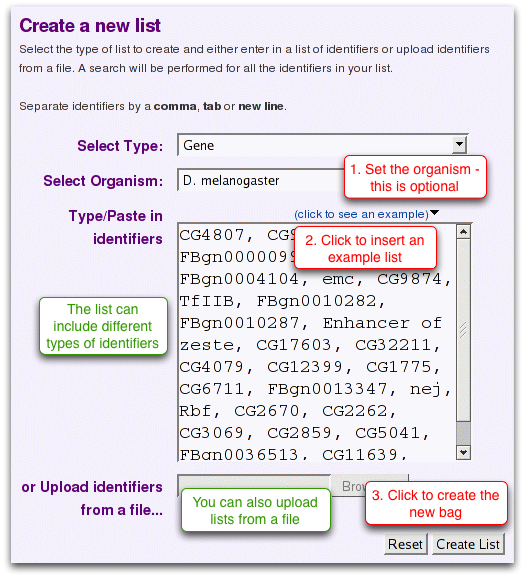 Create a new list
Select the type of list to create and either enter in a list of identifiers or upload identifiers
from a file. A search will be performed for all the identifiers in your list.
Separate identifiers by a comma, tab or new line.
Select Type:
Gene
Select Organism:
D. melanogaster
1. Set the organism -
this is optional
Type/Paste in
identifiers
(click to see an example)
2. Click to insert an
example list
CG4807,
FBgn0004104, emc, CG9874,
TfIIB, FBgn0010282,
FBgn0010287, Enhancer of
zeste, CG17603, CG32211,
CG4079, CG12399, CG1775,
CG6711, FBgn0013347, nej,
Rbf, CG2670, CG2262,
CG3069, CG2859, CG5041,
FBgn0036513, CG11639,
The list can
include different
types of identifiers
or Upload identifiers
from a file...
You can also upload
lists from a file
3. Click to create the
new bag
Reset
Create List